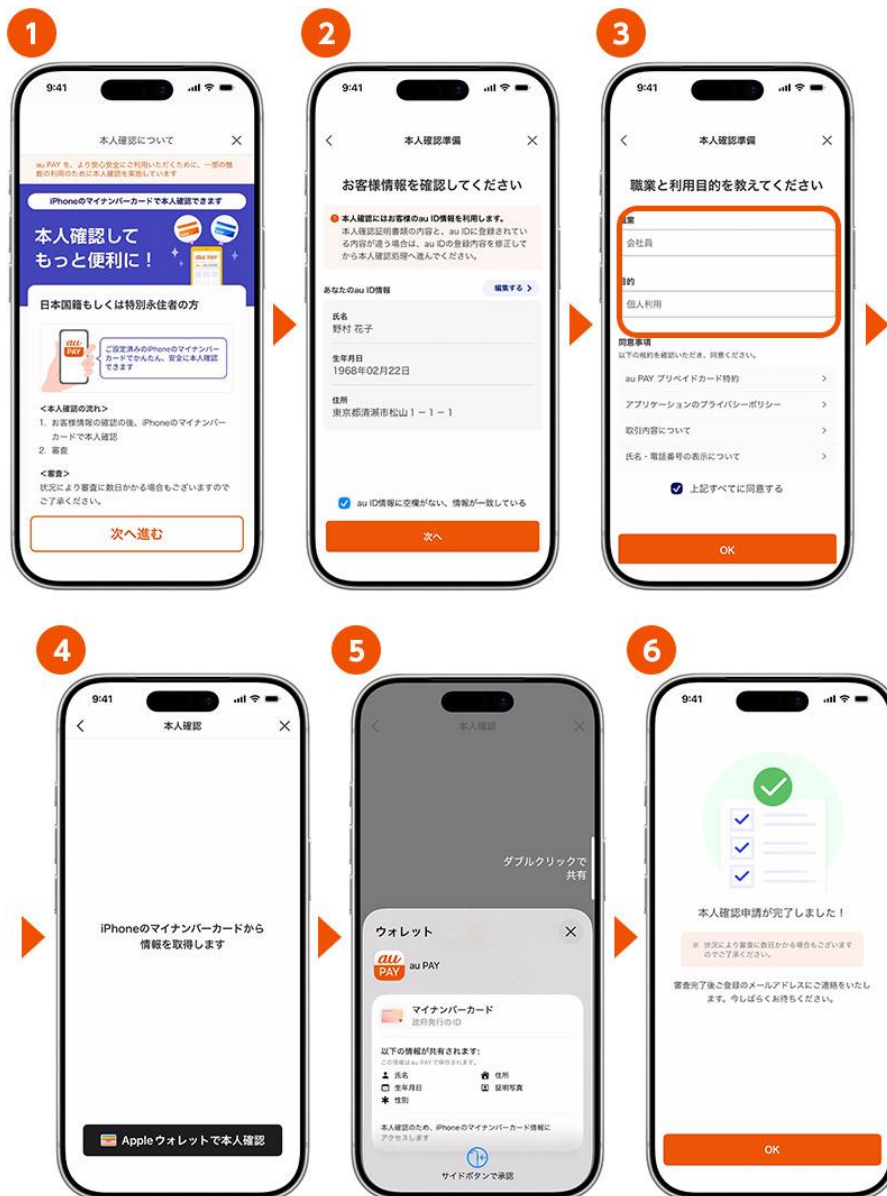 1
9:41
本人確認について
au PAY を、より安心安全にご利用いただくために、一部の機
能の利用のために本人確認を実施しています
iPhoneのマイナンバーカードで本人確認できます
本人確認して
もっと便利に！
au PAY
日本国籍もしくは特別永住者の方
au
PAY
ご設定済みのiPhoneのマイナンバー
カードでかんたん、安全に本人確認
できます
<本人確認の流れ>
1. お客様情報の確認の後、iPhoneのマイナンバー
カードで本人確認
2. 審査
<審査>
状況により審査に数日かかる場合もございますので
ご了承ください。
次へ進む
2
9:41
本人確認準備
お客様情報を確認してください
本人確認にはお客様のau ID情報を利用します。
本人確認証明書類の内容と、au IDに登録されてい
る内容が違う場合は、au IDの登録内容を修正して
から本人確認処理へ進んでください。
あなたのau ID情報
編集する
氏名
野村 花子
生年月日
1968年02月22日
住所
東京都清瀬市松山１－１－１
au ID情報に空欄がない、情報が一致している
次へ
3
9:41
本人確認準備
職業と利用目的を教えてください
職業
会社員
目的
個人利用
同意事項
以下の規約を確認いただき、同意ください。
au PAY プリペイドカード特約
アプリケーションのプライバシーポリシー
取引内容について
氏名・電話番号の表示について
上記すべてに同意する
OK
4
9:41
本人確認
iPhoneのマイナンバーカードから
情報を取得します
Appleウォレットで本人確認
5
本人確認
ダブルクリックで
共有
ウォレット
au
PAY
au PAY
マイナンバーカード
政府発行のID
以下の情報が共有されます:
この情報はau PAYで保存されます。
氏名
住所
生年月日
証明写真
性別
本人確認のため、iPhoneのマイナンバーカード情報に
アクセスします
サイドボタンで承認
6
9:41
本人確認申請が完了しました！
※ 状況により審査に数日かかる場合もございます
のでご了承ください。
審査完了後ご登録のメールアドレスにご連絡をいたし
ます。今しばらくお待ちください。
OK